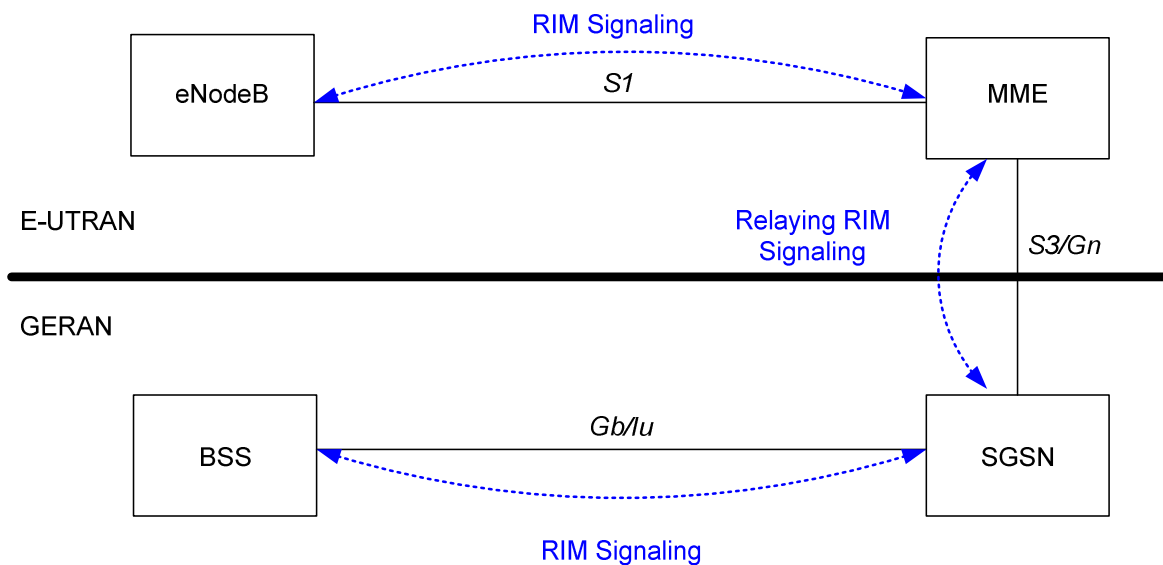 RIM Signaling
eNodeB
S1
MME
E-UTRAN
Relaying RIM
Signaling
S3/Gn
GERAN
BSS
Gb/Iu
SGSN
RIM Signaling